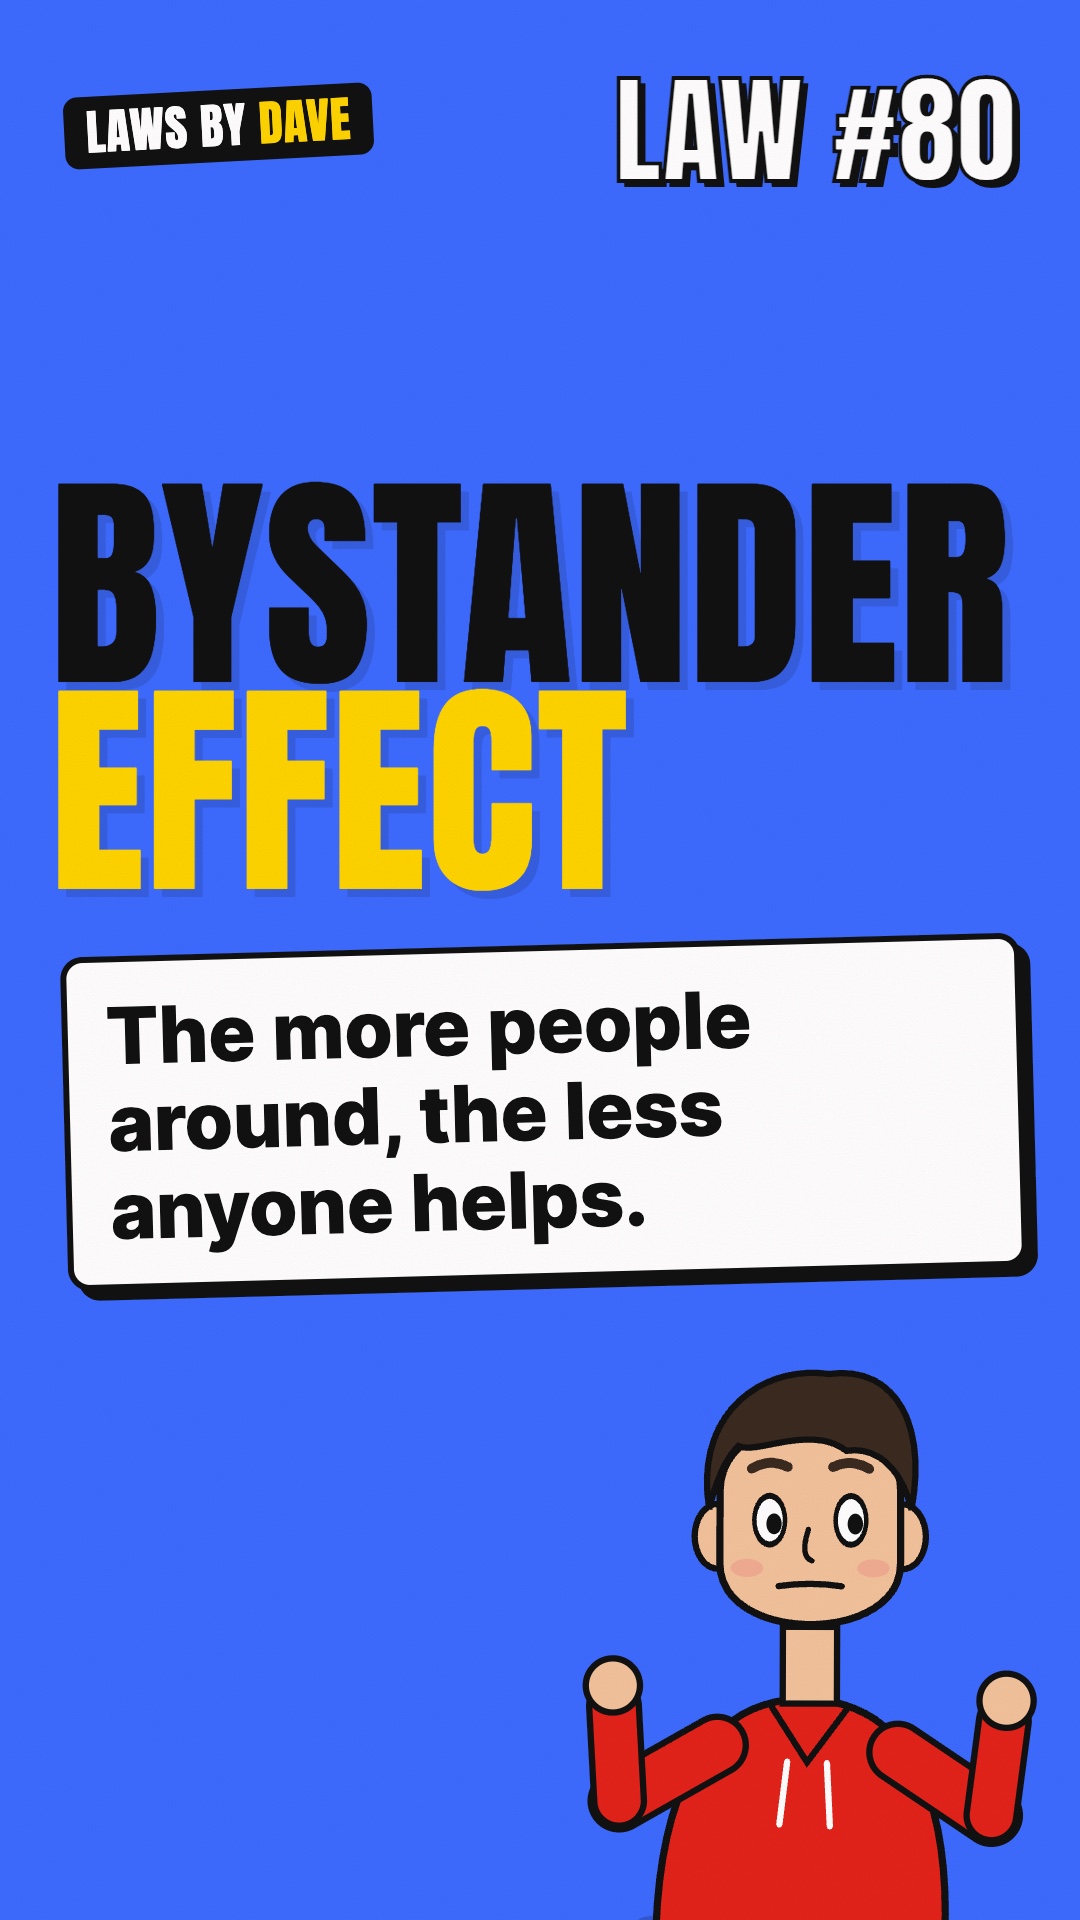 LAWS BY DAVE
LAW #80
BYSTANDER
EFFECT
The more people
around, the less
anyone helps.